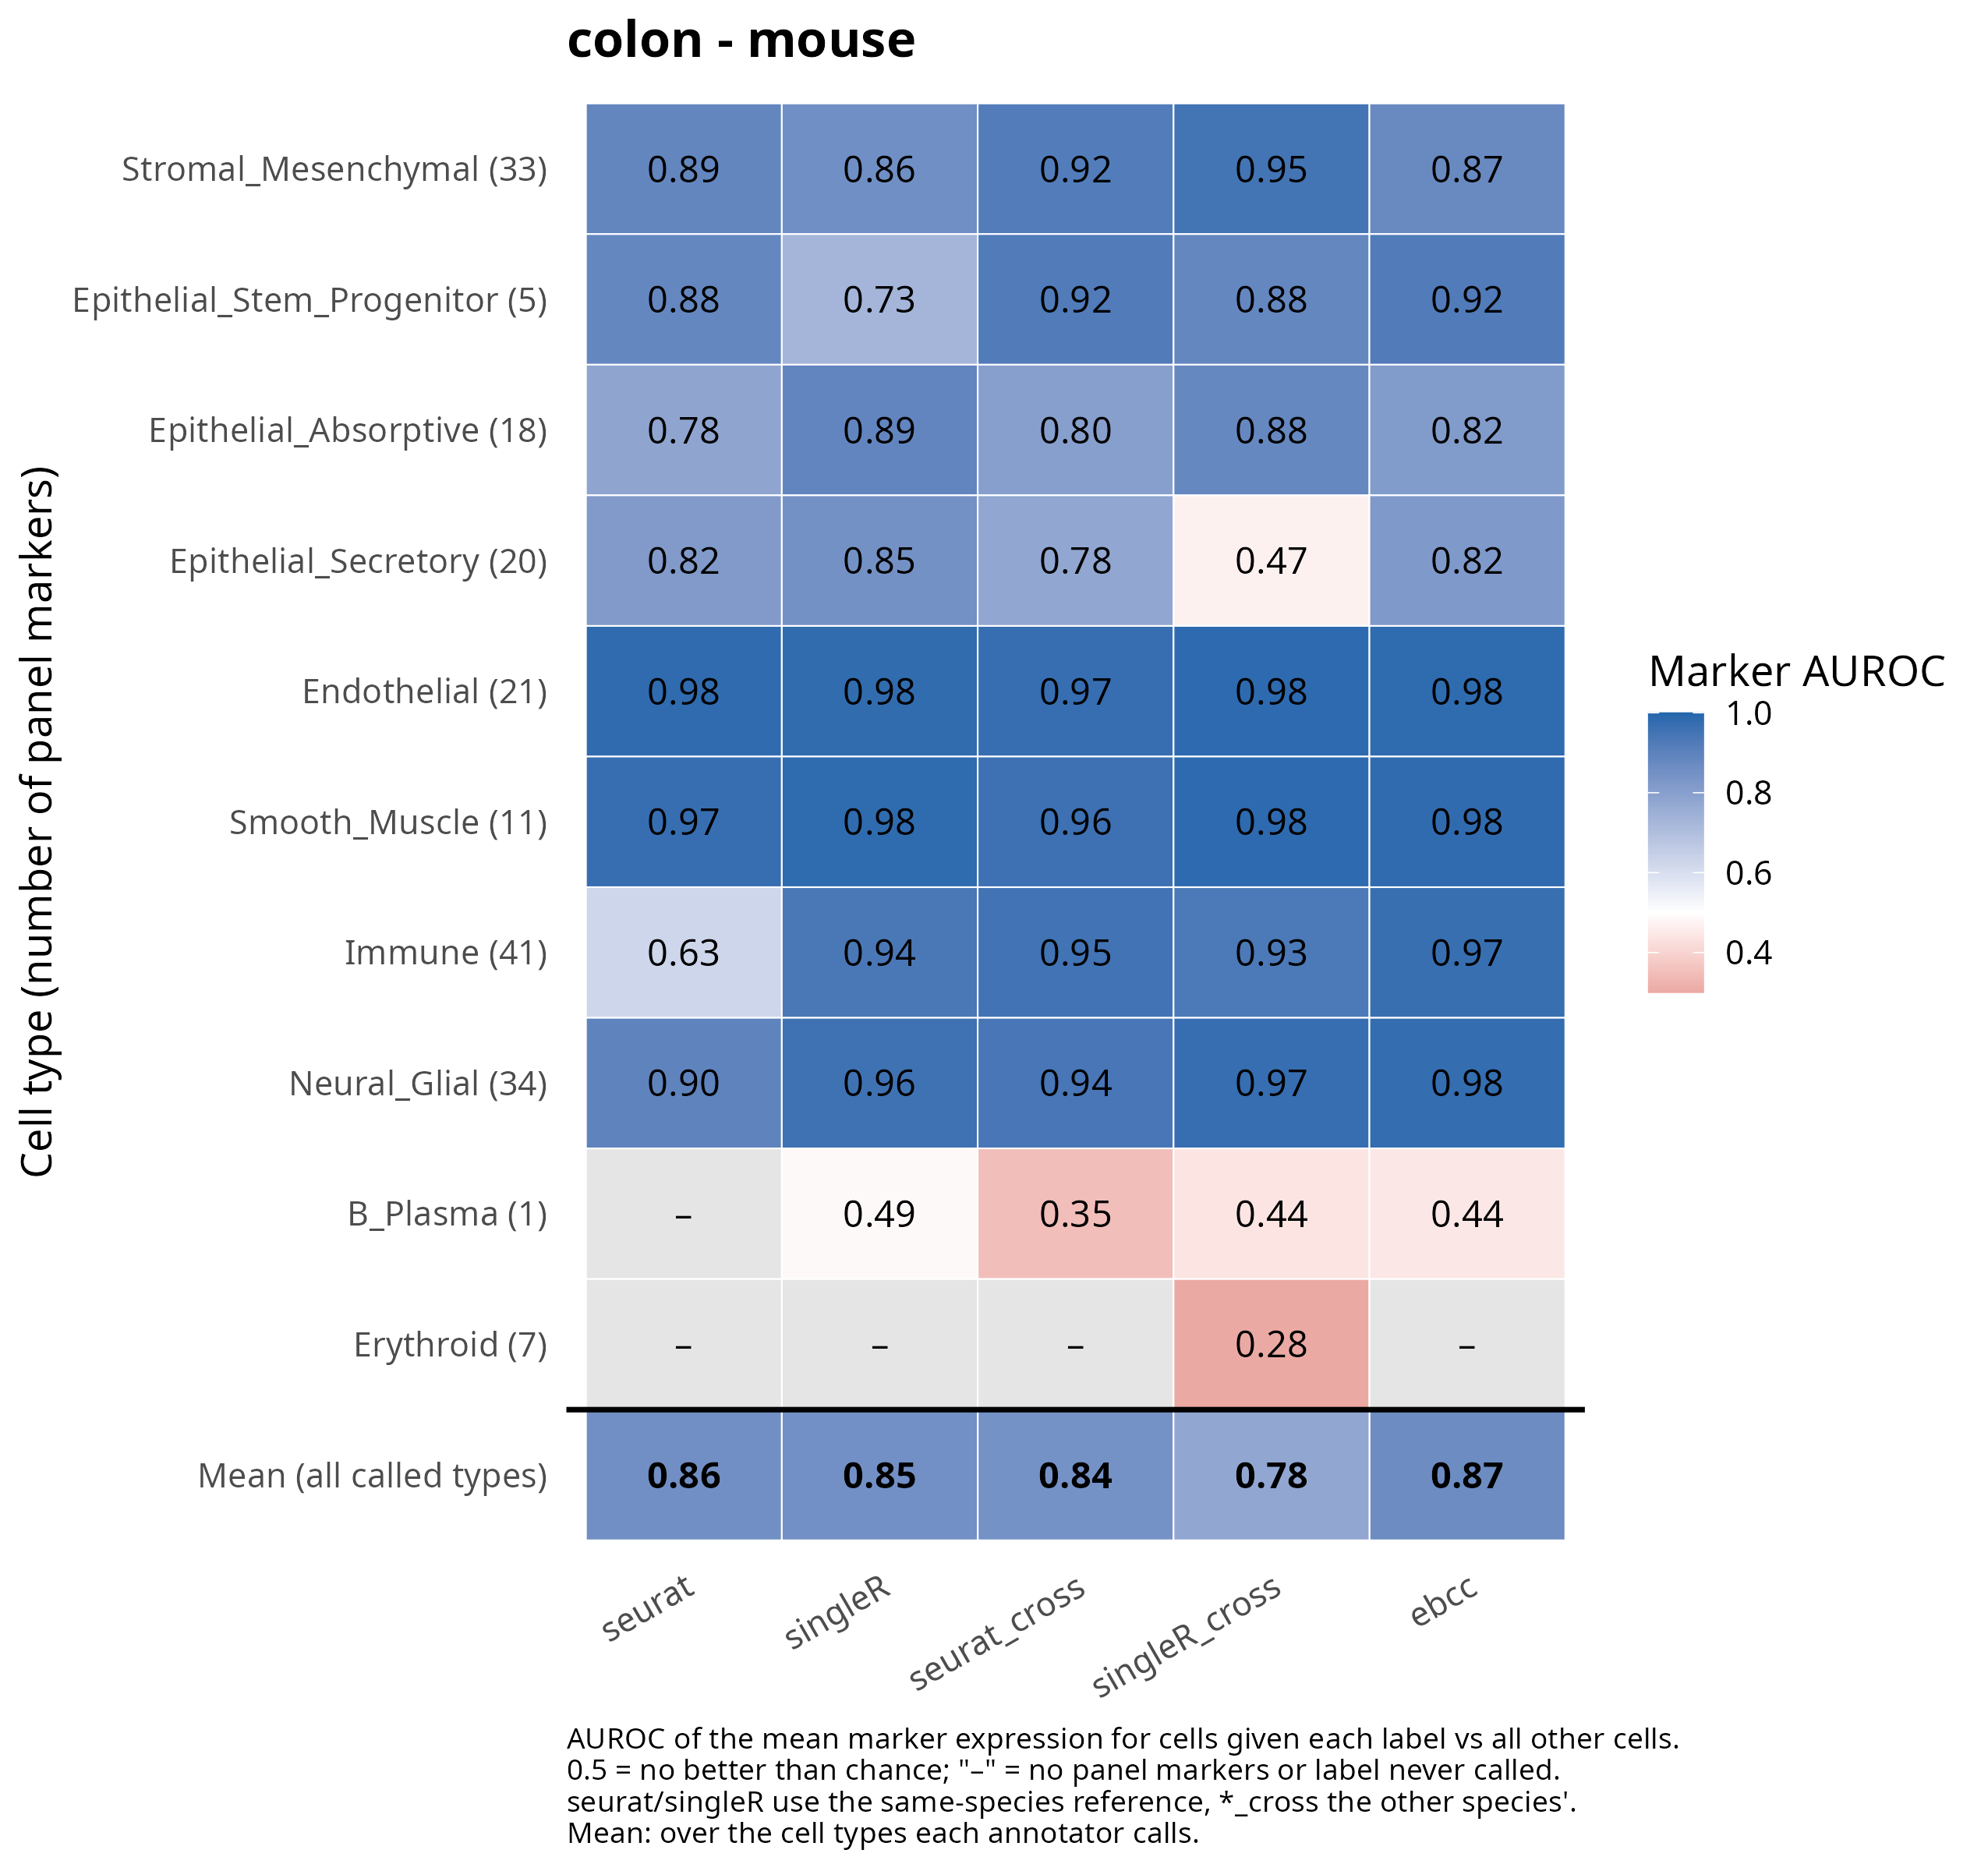 colon - mouse
Cell type (number of panel markers)
Stromal_Mesenchymal (33) 0.89 0.86 0.92 0.95 0.87
Epithelial_Stem_Progenitor (5) 0.88 0.73 0.92 0.88 0.92
Epithelial_Absorptive (18) 0.78 0.89 0.80 0.88 0.82
Epithelial_Secretory (20) 0.82 0.85 0.78 0.47 0.82
Endothelial (21) 0.98 0.98 0.97 0.98 0.98
Smooth_Muscle (11) 0.97 0.98 0.96 0.98 0.98
Immune (41) 0.63 0.94 0.95 0.93 0.97
Neural_Glial (34) 0.90 0.96 0.94 0.97 0.98
B_Plasma (1) – 0.49 0.35 0.44 0.44
Erythroid (7) – – – 0.28 –
Mean (all called types) 0.86 0.85 0.84 0.78 0.87
seurat singleR seurat_cross singleR_cross ebcc
Marker AUROC
1.0
0.8
0.6
0.4
AUROC of the mean marker expression for cells given each label vs all other cells.
0.5 = no better than chance; "–" = no panel markers or label never called.
seurat/singleR use the same-species reference, *_cross the other species'.
Mean: over the cell types each annotator calls.